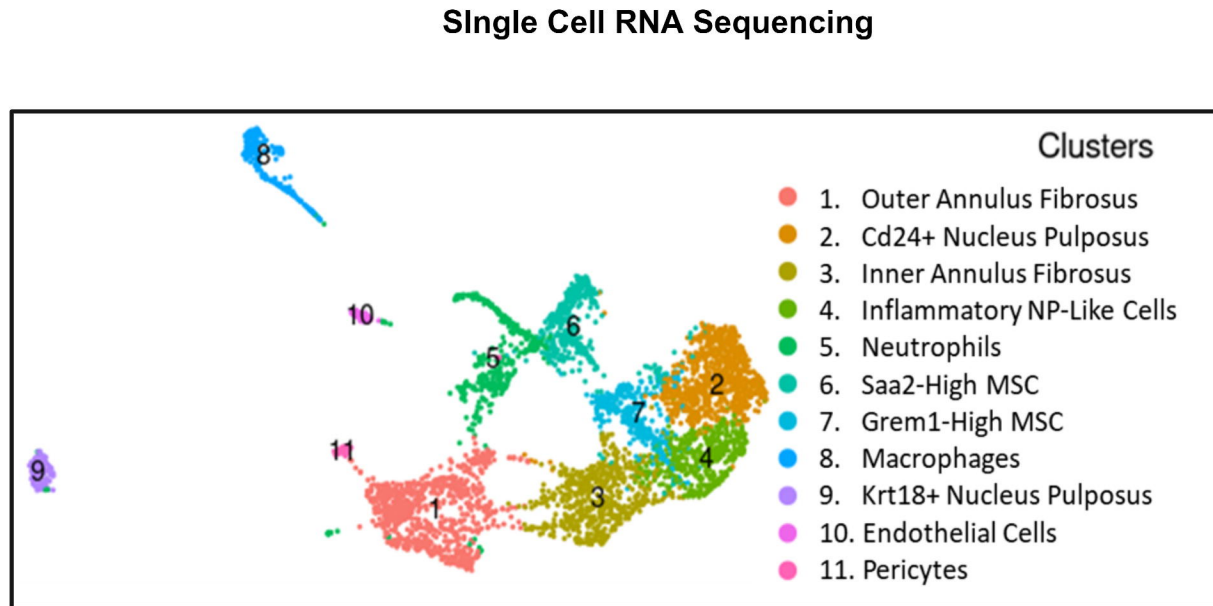 SIngle Cell RNA Sequencing
Clusters
1. Outer Annulus Fibrosus
2. Cd24+ Nucleus Pulposus
3. Inner Annulus Fibrosus
4. Inflammatory NP-Like Cells
5. Neutrophils
6. Saa2-High MSC
7. Grem1-High MSC
8. Macrophages
9. Krt18+ Nucleus Pulposus
10. Endothelial Cells
11. Pericytes
8
10
6
5
2
7
11
4
9
3
1